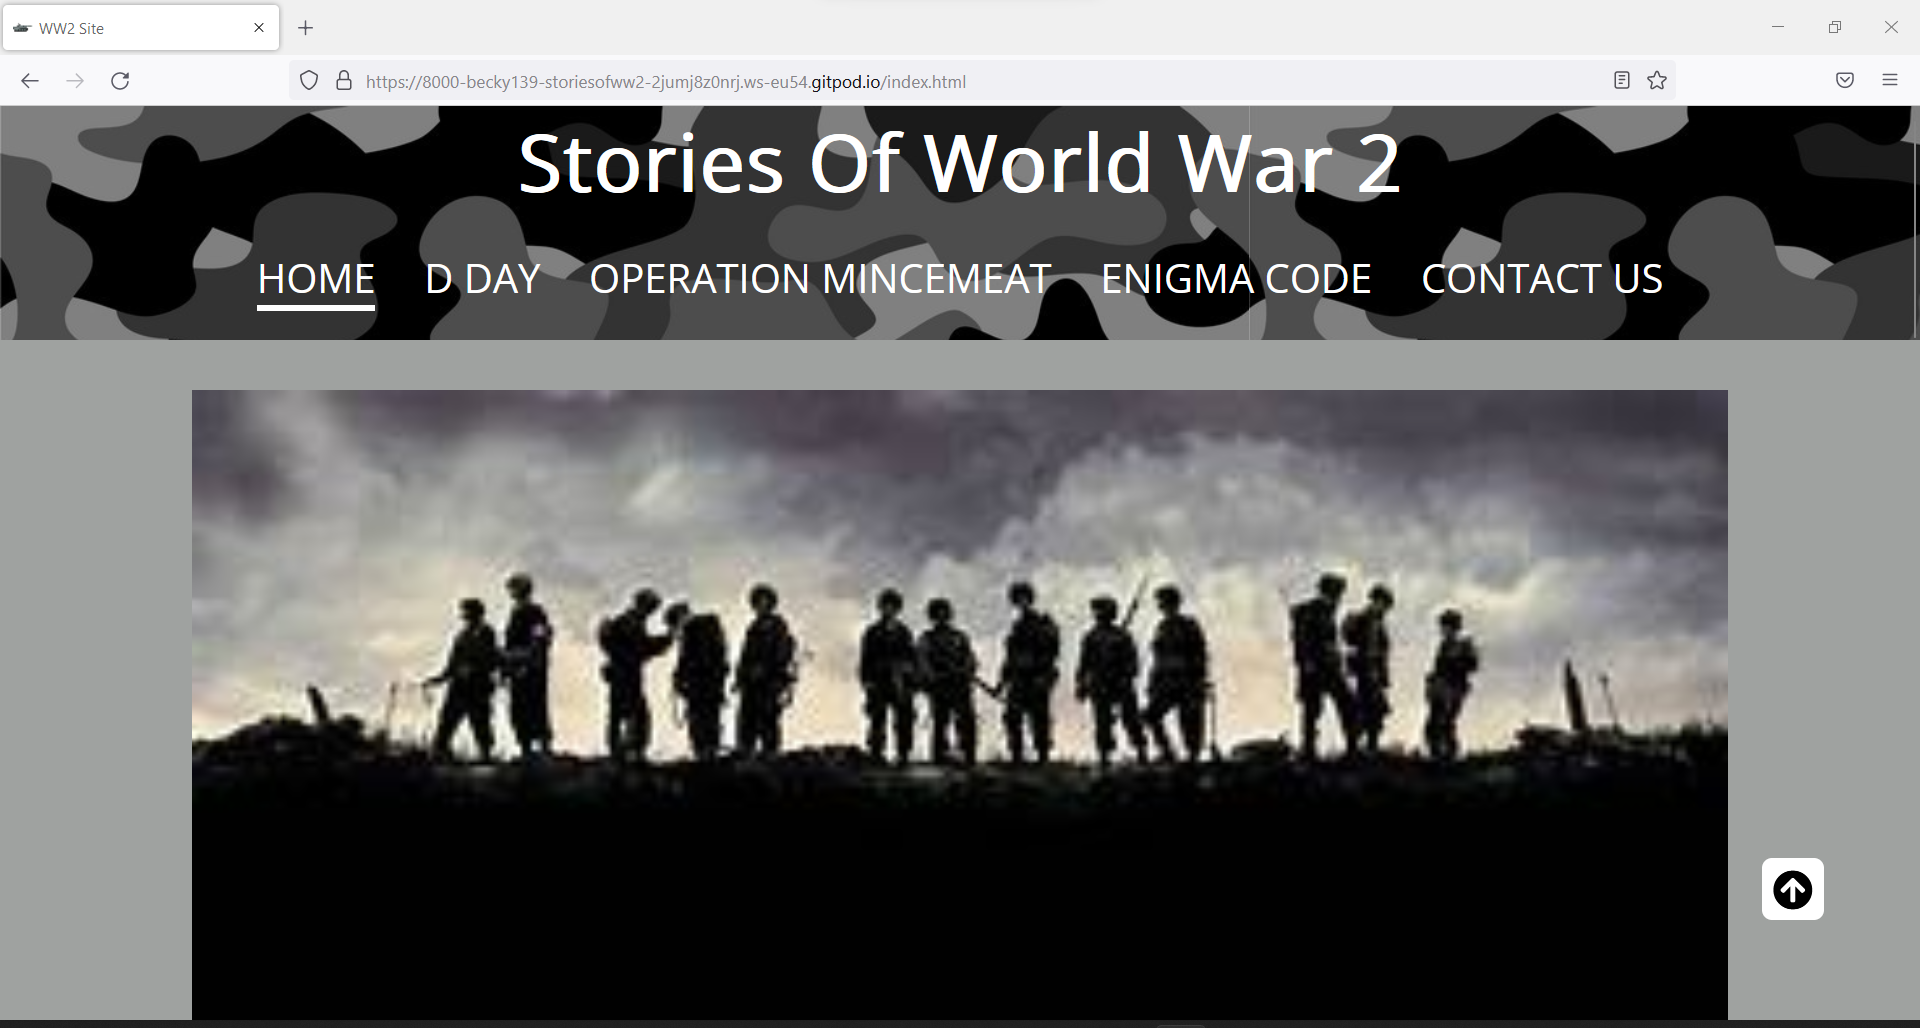 WW2 Site
https://8000-becky139-storiesofww2-2jumj8z0nrj.ws-eu54.gitpod.io/index.html
Stories Of World War 2
HOME D DAY OPERATION MINCEMEAT ENIGMA CODE CONTACT US